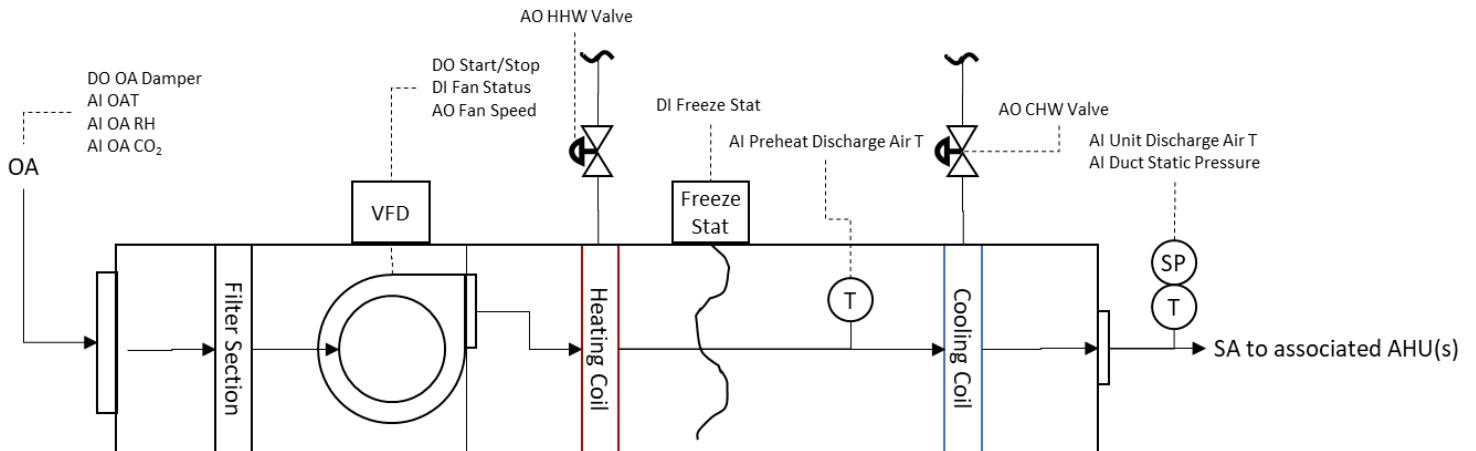 AO HHW Valve
DO OA Damper
AI OAT
AI OA RH
AI OA CO₂
DO Start/Stop
DI Fan Status
AO Fan Speed
DI Freeze Stat
AI Preheat Discharge Air T
AO CHW Valve
AI Unit Discharge Air T
AI Duct Static Pressure
OA
VFD
Freeze
Stat
SP
T
T
Filter Section
Heating Coil
Cooling Coil
SA to associated AHU(s)